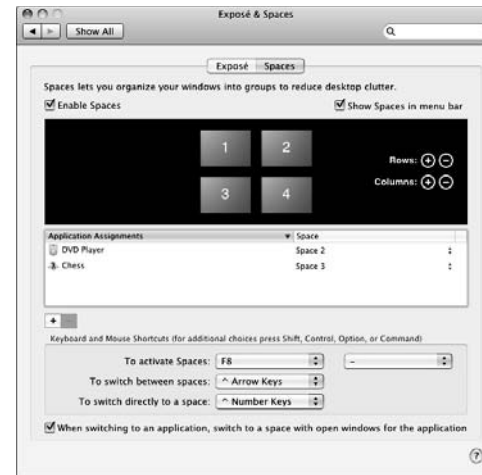 Exposé & Spaces
Show All
Exposé Spaces
Spaces lets you organize your windows into groups to reduce desktop clutter.
Enable Spaces Show Spaces in menu bar
1 2
Rows:
Columns:
3 4
Application Assignments Space
DVD Player Space 2
Chess Space 3
+ -
Keyboard and Mouse Shortcuts (for additional choices press Shift, Control, Option, or Command)
To activate Spaces: F8 -
To switch between spaces: ^ Arrow Keys
To switch directly to a space: ^ Number Keys
When switching to an application, switch to a space with open windows for the application
?